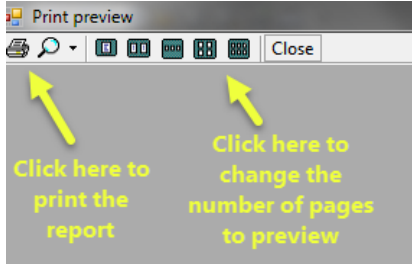 Print preview
Close
Click here to
print the
report
Click here to
change the
number of pages
to preview